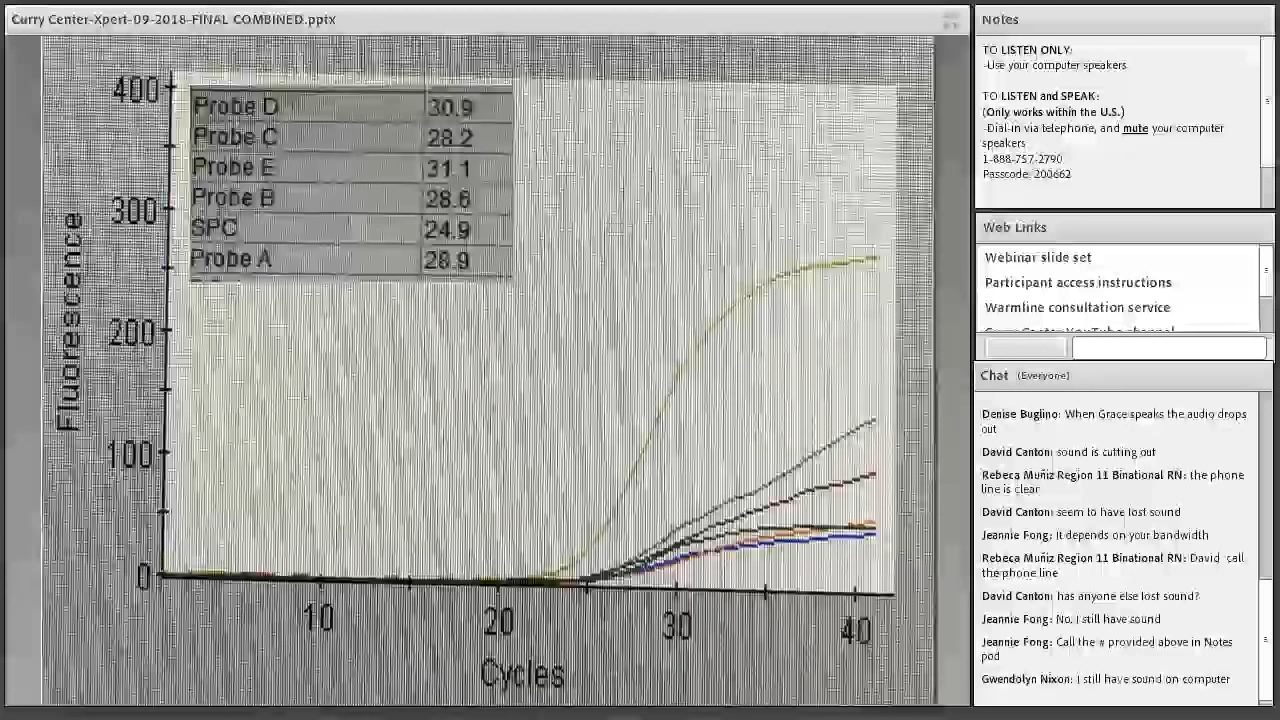 Curry Center-Xpert-09-2018-FINAL COMBINED.pptx
400
300
200
100
0
Fluorescence
Probe D 30.9
Probe C 28.2
Probe E 31.1
Probe B 28.6
SPC 24.9
Probe A 28.9
10 20 30 40
Cycles
Notes
TO LISTEN ONLY:
-Use your computer speakers
TO LISTEN and SPEAK:
(Only works within the U.S.)
-Dial-in via telephone, and mute your computer
speakers
1-888-757-2790
Passcode: 200662
Web Links
Webinar slide set
Participant access instructions
Warmline consultation service
Curry Center YouTube channel
Chat (Everyone)
Denise Buglino: When Grace speaks the audio drops
out
David Canton: sound is cutting out
Rebeca Muñiz Region 11 Binational RN: the phone
line is clear
David Canton: seem to have lost sound
Jeannie Fong: It depends on your bandwidth
Rebeca Muñiz Region 11 Binational RN: David call
the phone line
David Canton: has anyone else lost sound?
Jeannie Fong: No, I still have sound
Jeannie Fong: Call the # provided above in Notes
pod
Gwendolyn Nixon: I still have sound on computer